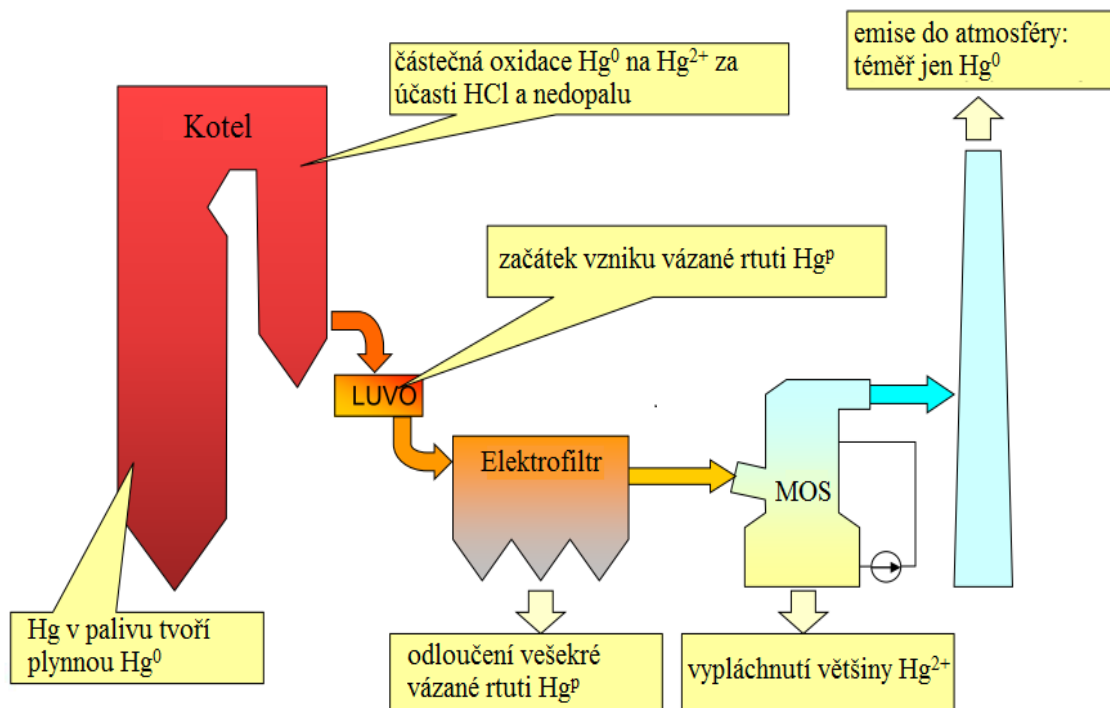 emise do atmosféry:
téměř jen Hg⁰
částečná oxidace Hg⁰ na Hg²⁺ za
účasti HCl a nedopalu
Kotel
začátek vzniku vázané rtuti Hgᵖ
LUVO
Elektrofiltr
MOS
Hg v palivu tvoří
plynnou Hg⁰
odloučení vešekré
vázané rtuti Hgᵖ
vypláchnutí většiny Hg²⁺